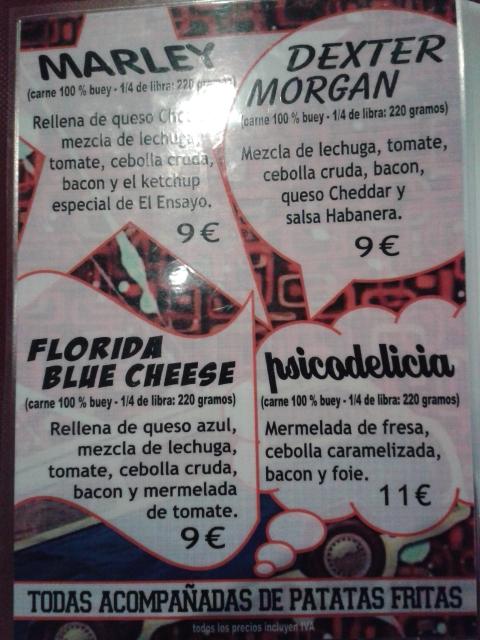 MARLEY
(carne 100 % buey - 1/4 de libra: 220 gramos)
Rellena de queso
mezcla de lechuga,
tomate, cebolla cruda,
bacon y el ketchup
especial de El Ensayo.
9€
DEXTER
MORGAN
(carne 100 % buey - 1/4 de libra: 220 gramos)
Mezcla de lechuga, tomate,
cebolla cruda, bacon,
queso Cheddar y
salsa Habanera.
9€
FLORIDA
BLUE CHEESE
(carne 100 % buey - 1/4 de libra: 220 gramos)
Rellena de queso azul,
mezcla de lechuga,
tomate, cebolla cruda,
bacon y mermelada
de tomate.
9€
psicodelicia
(carne 100 % buey - 1/4 de libra: 220 gramos)
Mermelada de fresa,
cebolla caramelizada,
bacon y foie.
11€
TODAS ACOMPAÑADAS DE PATATAS FRITAS
todos los precios incluyen IVA